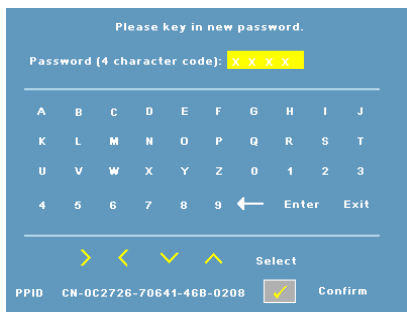 Please key in new password.
Password (4 character code): X X X X
A B C D E F G H I J
K L M N O P Q R S T
U V W X Y Z 0 1 2 3
4 5 6 7 8 9 ← Enter Exit
> < ∨ ∧ Select
PPID CN-0C2726-70641-46B-0208 ✓ Confirm